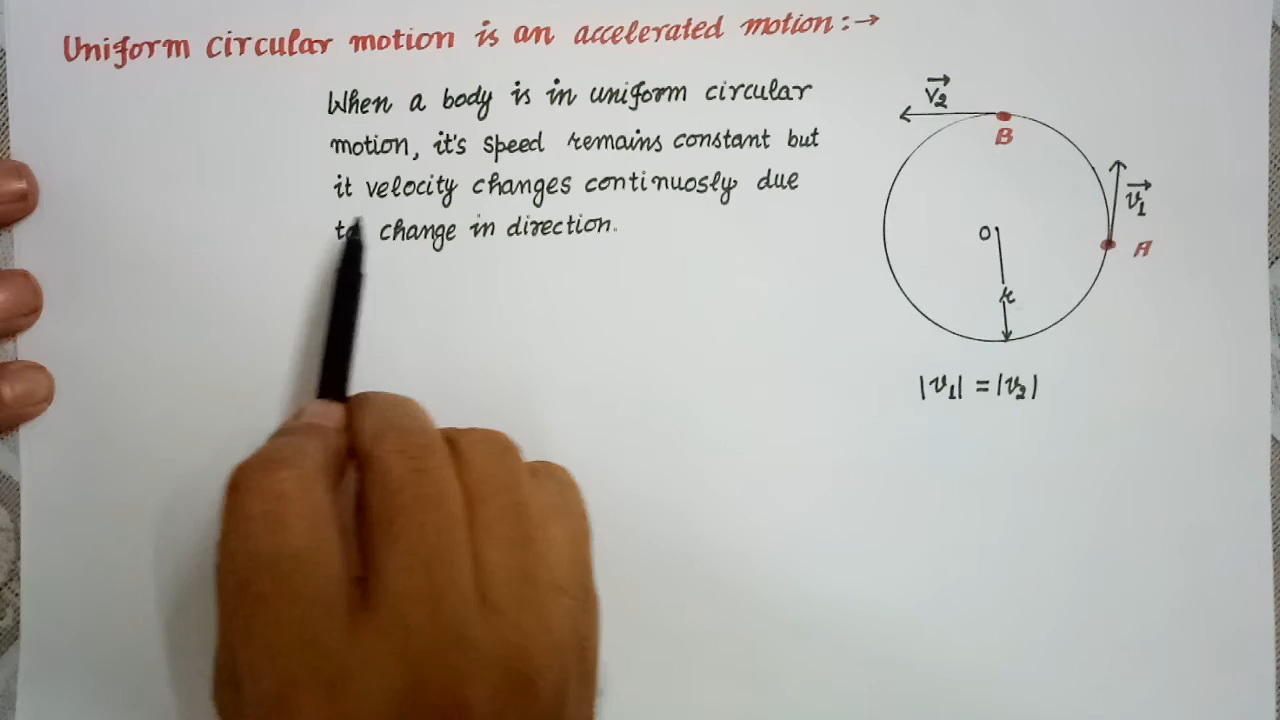 Uniform circular motion is an accelerated motion:→
When a body is in uniform circular
motion, it's speed remains constant but
it velocity changes continuosly due
to change in direction.
V2
B
v1
A
O
r
|v1| = |v2|